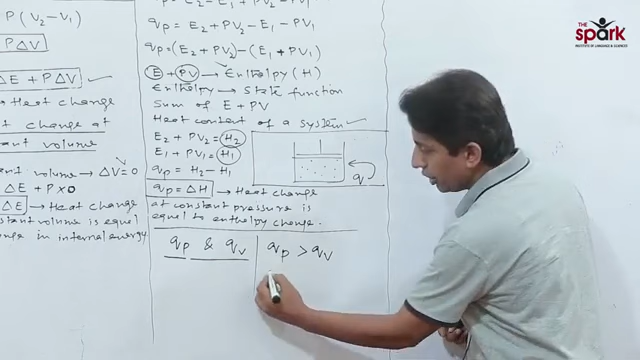 P(V₂-V₁)
PΔV
ΔE + PΔV
→ Heat change
change at
volume
volume → ΔV=0
ΔE + P×0
ΔE → Heat change
constant volume is equal
in internal energy
qp = E₂ + PV₂ - E₁ - PV₁
qp = (E₂ + PV₂) - (E₁ + PV₁)
E + PV → Enthalpy (H)
Enthalpy → State function
Sum of E + PV
Heat content of a system
E₂ + PV₂ = H₂
E₁ + PV₁ = H₁
qp = H₂ - H₁
qp = ΔH → Heat change
at constant pressure is
equal to enthalpy change.
q
qp & qv
qp > qv
THE spark
INSTITUTE OF LANGUAGE & SCIENCES